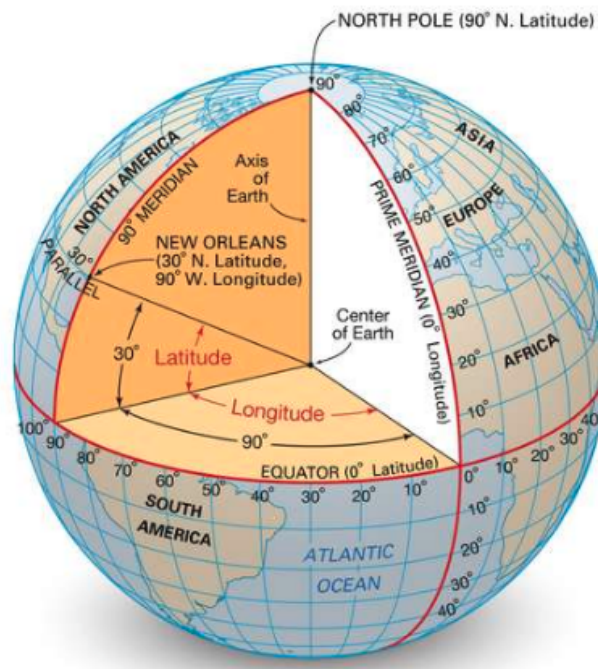 NORTH POLE (90° N. Latitude)
90°
80°
70°
60°
50°
40°
30°
20°
10°
ASIA
EUROPE
AFRICA
NORTH AMERICA
90° MERIDIAN
PRIME MERIDIAN (0° Longitude)
Axis
of
Earth
30°
PARALLEL
NEW ORLEANS
(30° N. Latitude,
90° W. Longitude)
Center
of Earth
30°
Latitude
Longitude
90°
EQUATOR (0° Latitude)
100° 90° 80° 70° 60° 50° 40° 30° 20° 10° 0° 10° 20° 30° 40°
10°
20°
30°
40°
SOUTH
AMERICA
ATLANTIC
OCEAN